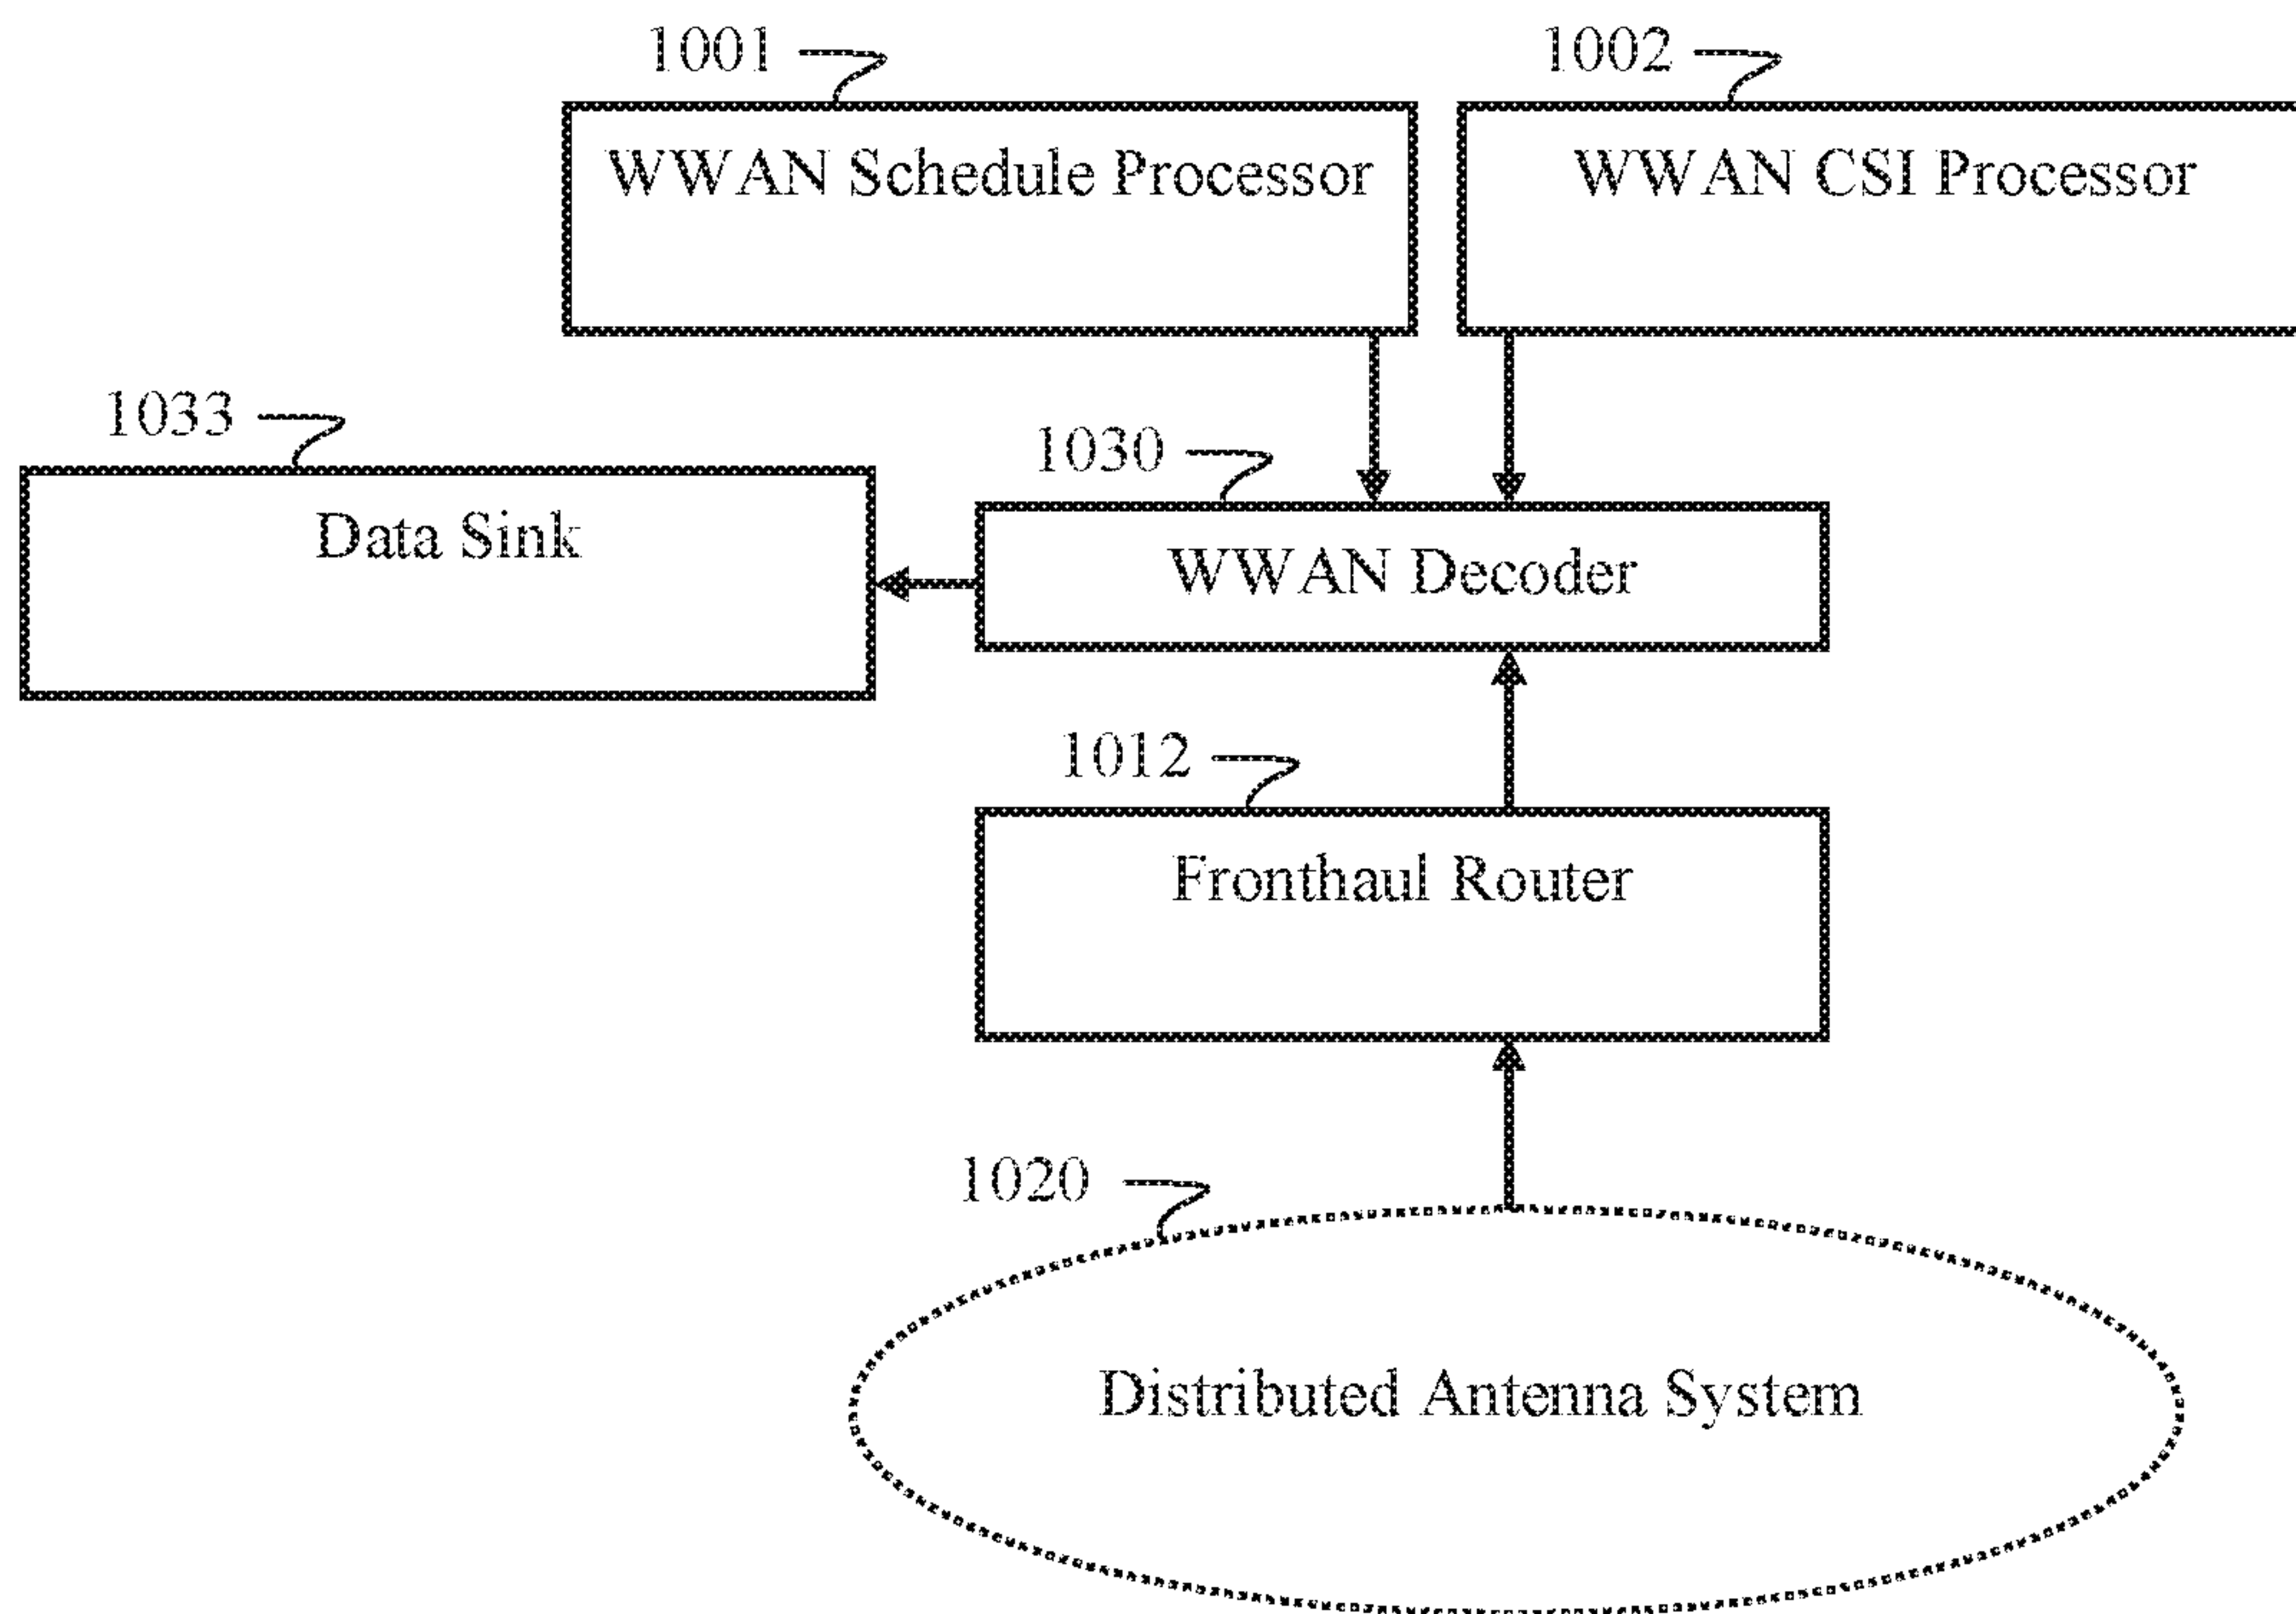 1001
1002
WWAN Schedule Processor
WWAN CSI Processor
1033
1030
Data Sink
WWAN Decoder
1012
Fronthaul Router
1020
Distributed Antenna System